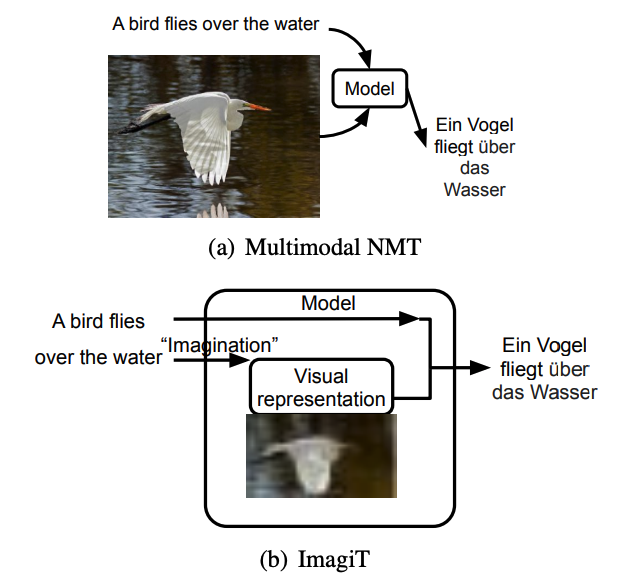 A bird flies over the water
Model
Ein Vogel
fliegt über
das
Wasser
(a) Multimodal NMT
Model
A bird flies
over the water
“Imagination”
Visual
representation
Ein Vogel
fliegt über
das Wasser
(b) ImagiT